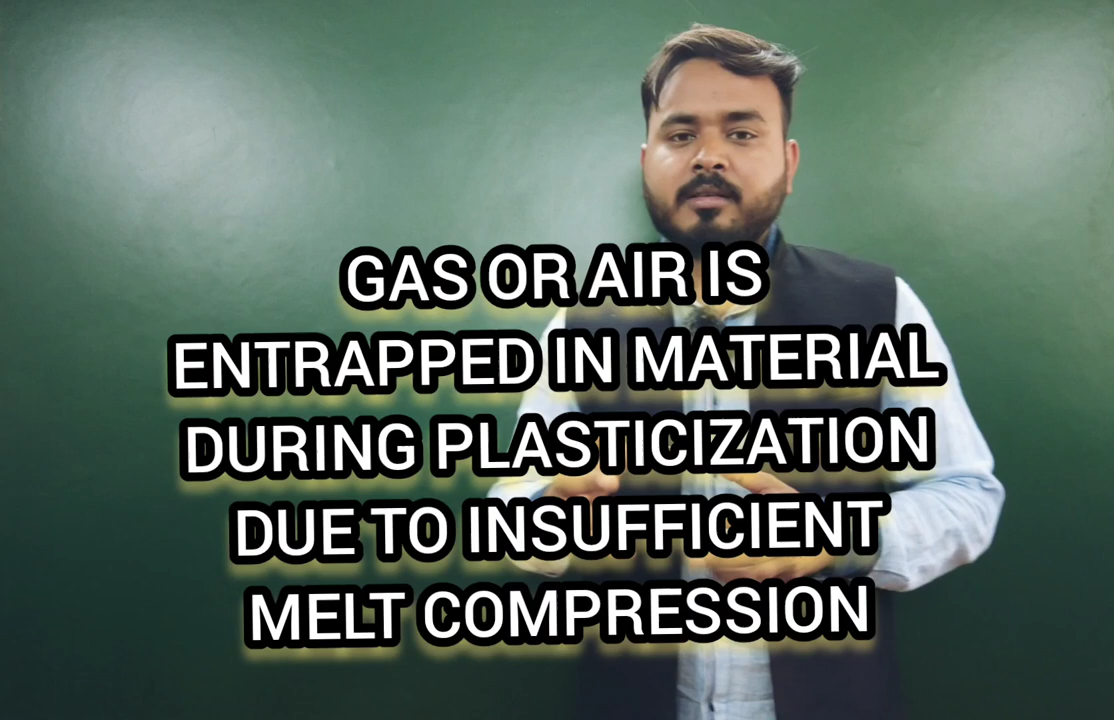 GAS OR AIR IS
ENTRAPPED IN MATERIAL
DURING PLASTICIZATION
DUE TO INSUFFICIENT
MELT COMPRESSION